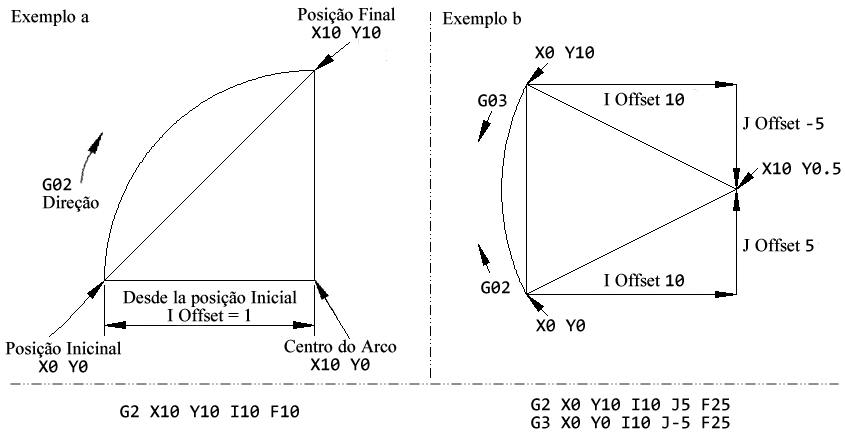 Exemplo a
Posição Final
X10 Y10
G02
Direção
Desde la posição Inicial
I Offset = 1
Posição Inicinal
X0 Y0
Centro do Arco
X10 Y0
G2 X10 Y10 I10 F10
Exemplo b
X0 Y10
G03
I Offset 10
J Offset -5
X10 Y0.5
J Offset 5
I Offset 10
G02
X0 Y0
G2 X0 Y10 I10 J5 F25
G3 X0 Y0 I10 J-5 F25